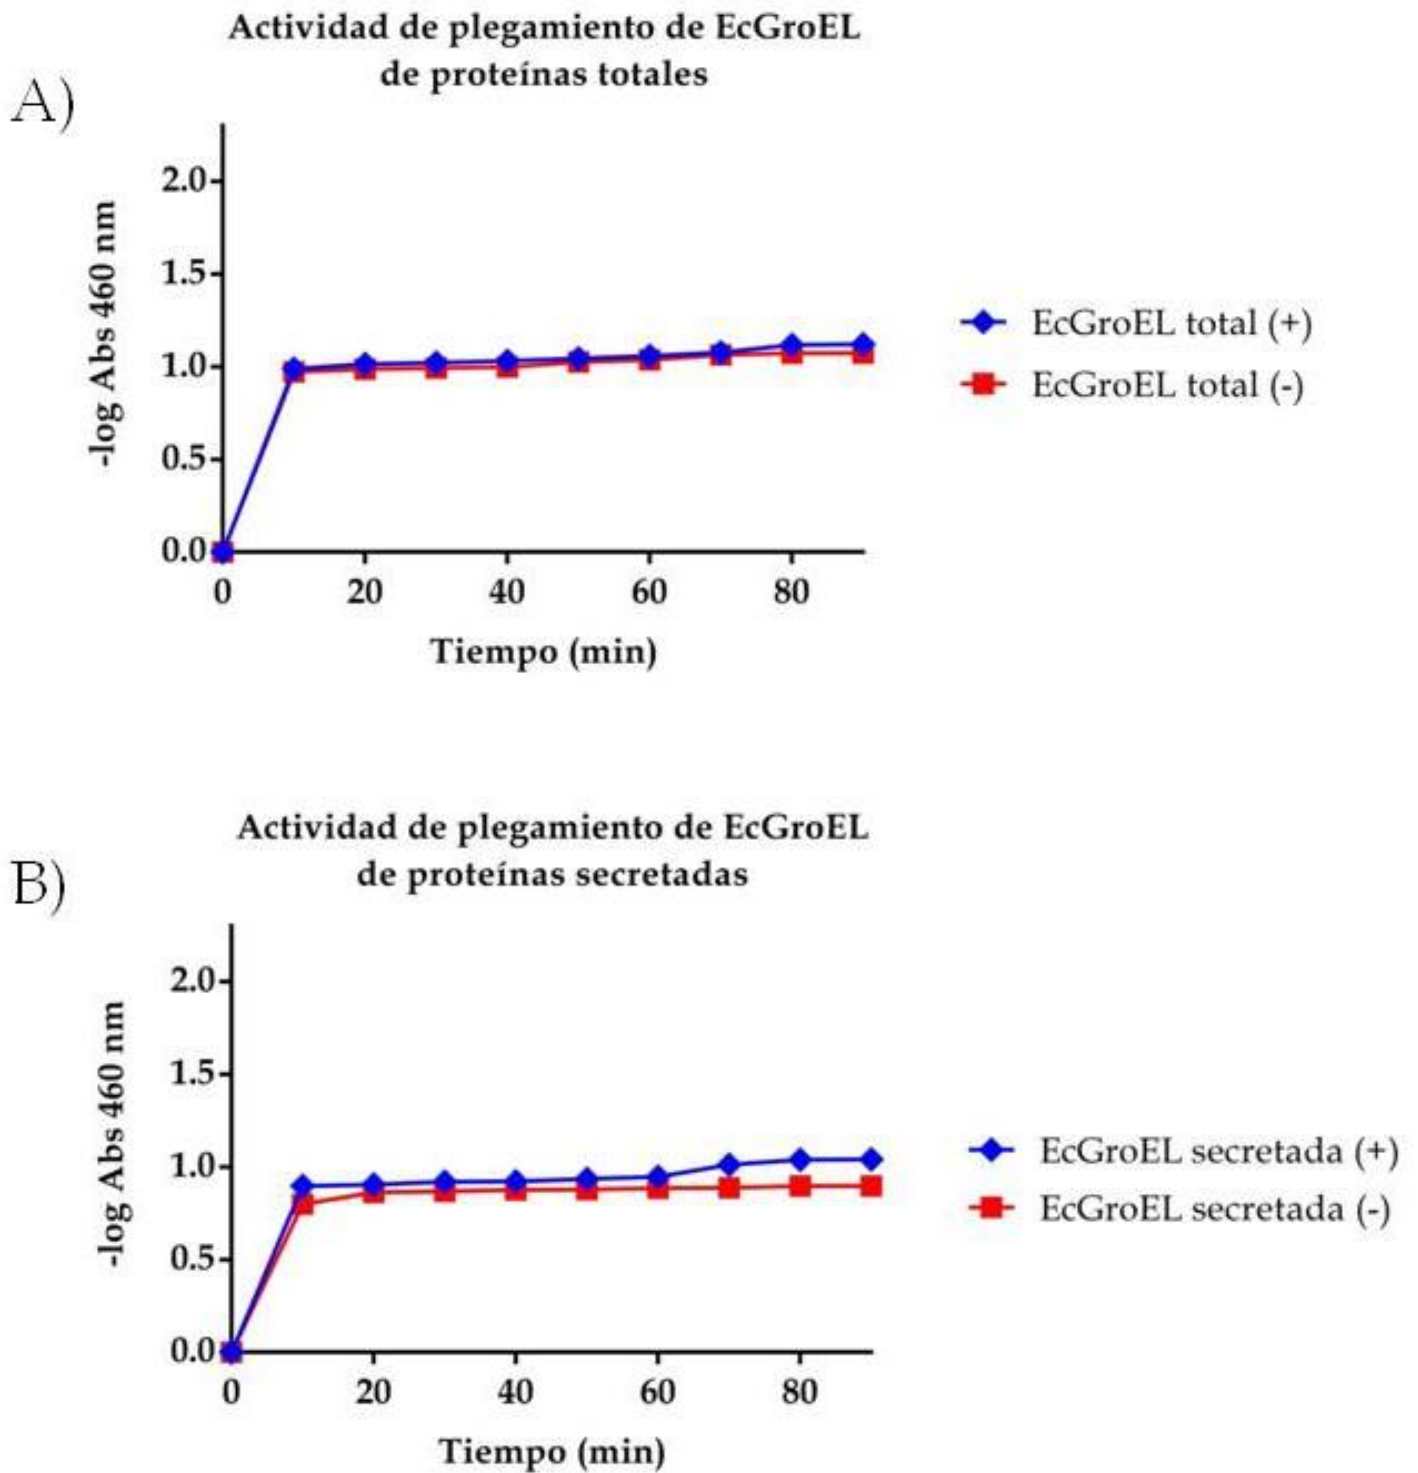 Actividad de plegamiento de EcGroEL
de proteínas totales
A)
-log Abs 460 nm
2.0
1.5
1.0
0.5
0.0
0 20 40 60 80
Tiempo (min)
EcGroEL total (+)
EcGroEL total (-)
Actividad de plegamiento de EcGroEL
de proteínas secretadas
B)
-log Abs 460 nm
2.0
1.5
1.0
0.5
0.0
0 20 40 60 80
Tiempo (min)
EcGroEL secretada (+)
EcGroEL secretada (-)